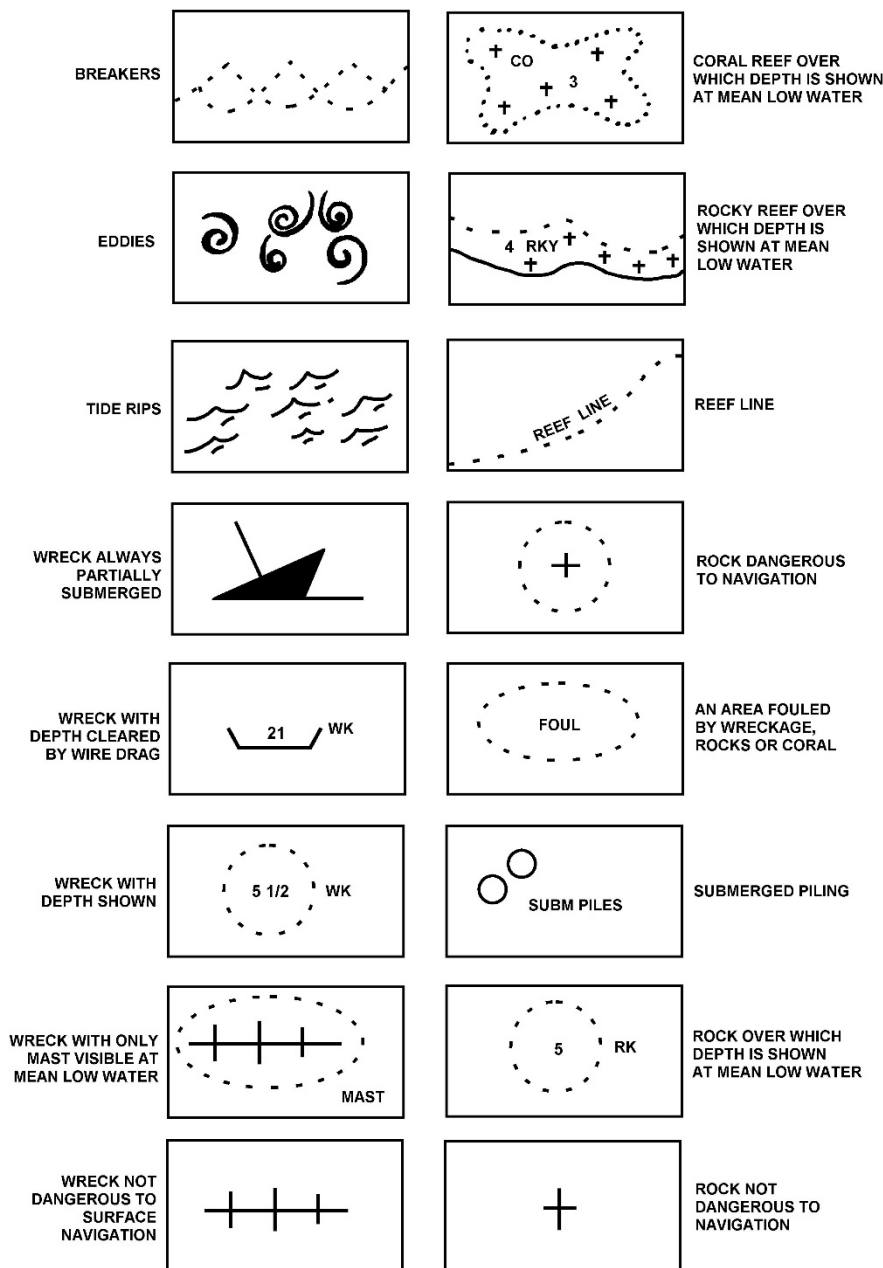 BREAKERS
CO
3
CORAL REEF OVER
WHICH DEPTH IS SHOWN
AT MEAN LOW WATER
EDDIES
4 RKY
ROCKY REEF OVER
WHICH DEPTH IS
SHOWN AT MEAN
LOW WATER
TIDE RIPS
REEF LINE
REEF LINE
WRECK ALWAYS
PARTIALLY
SUBMERGED
ROCK DANGEROUS
TO NAVIGATION
WRECK WITH
DEPTH CLEARED
BY WIRE DRAG
21 WK
FOUL
AN AREA FOULED
BY WRECKAGE,
ROCKS OR CORAL
WRECK WITH
DEPTH SHOWN
5 1/2 WK
SUBM PILES
SUBMERGED PILING
WRECK WITH ONLY
MAST VISIBLE AT
MEAN LOW WATER
MAST
5 RK
ROCK OVER WHICH
DEPTH IS SHOWN
AT MEAN LOW WATER
WRECK NOT
DANGEROUS TO
SURFACE
NAVIGATION
ROCK NOT
DANGEROUS TO
NAVIGATION